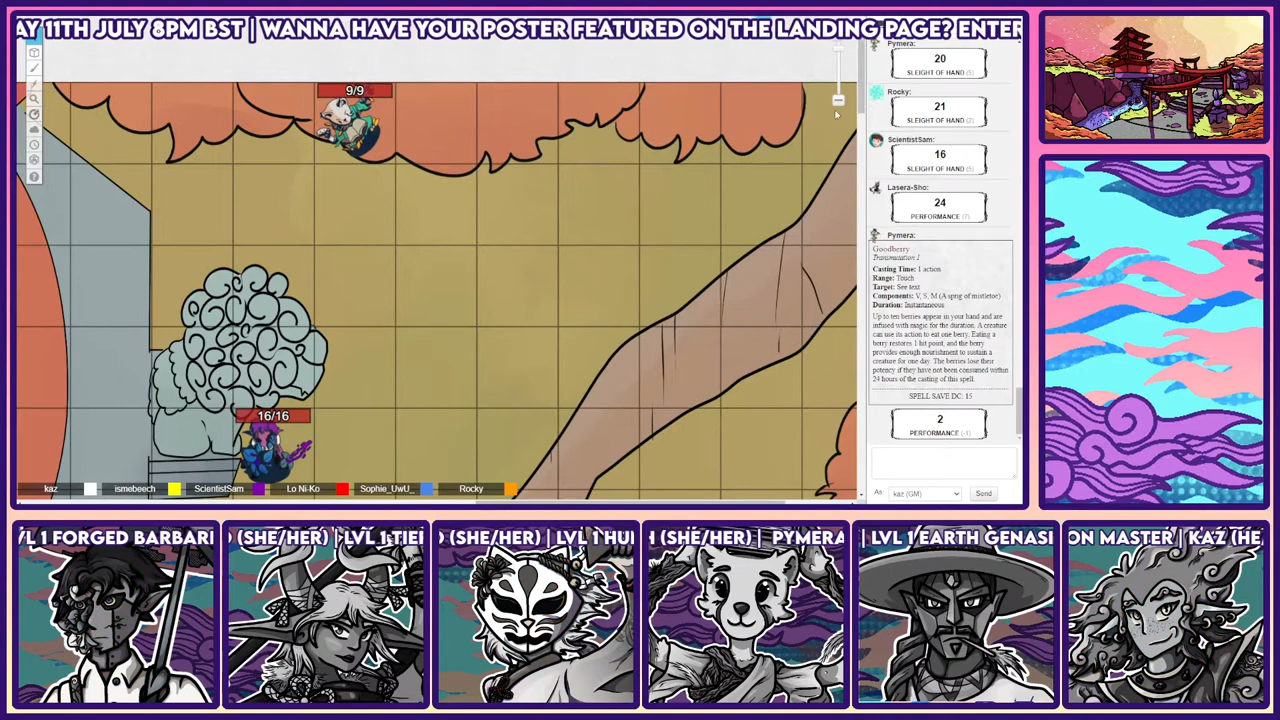 AY 11TH JULY 8PM BST | WANNA HAVE YOUR POSTER FEATURED ON THE LANDING PAGE? ENTER
9/9
16/16
kaz
ismebeech
ScientistSam
Lo Ni-Ko
Sophie_UwU_
Rocky
Pymera:
20
SLEIGHT OF HAND (5)
Rocky:
21
SLEIGHT OF HAND (2)
ScientistSam:
16
SLEIGHT OF HAND (5)
Lasera-Sho:
24
PERFORMANCE (7)
Pymera:
Goodberry
Transmutation 1
Casting Time: 1 action
Range: Touch
Target: See text
Components: V, S, M (A sprig of mistletoe)
Duration: Instantaneous
Up to ten berries appear in your hand and are
infused with magic for the duration. A creature
can use its action to eat one berry. Eating a
berry restores 1 hit point, and the berry
provides enough nourishment to sustain a
creature for one day. The berries lose their
potency if they have not been consumed within
24 hours of the casting of this spell.
SPELL SAVE DC: 15
2
PERFORMANCE (-1)
As:
kaz (GM)
Send
VL 1 FORGED BARBARI
(SHE/HER) | LVL 1 TIEF
(SHE/HER) | LVL 1 HU
(SHE/HER) | PYMERA
| LVL 1 EARTH GENASI
ON MASTER | KAZ (HE/